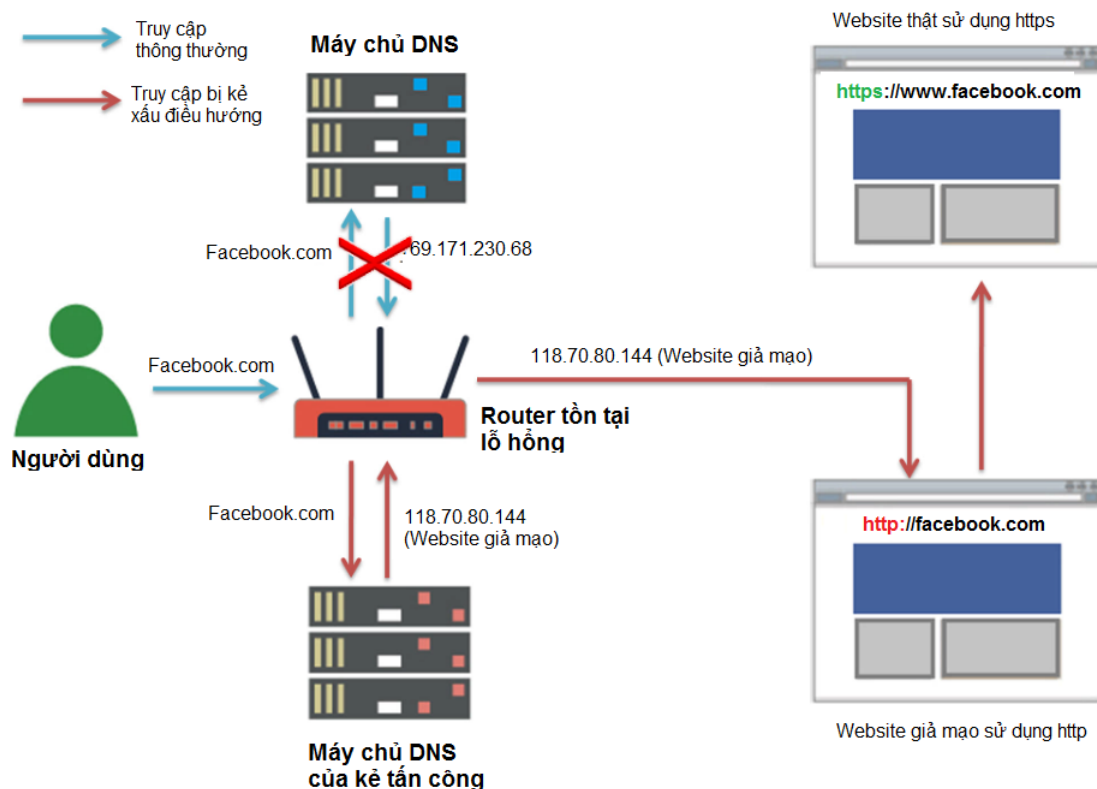 Truy cập
thông thường
Truy cập bị kẻ
xấu điều hướng
Máy chủ DNS
Website thật sử dụng https
https://www.facebook.com
Facebook.com
69.171.230.68
Facebook.com
118.70.80.144 (Website giả mạo)
Router tồn tại
lỗ hổng
Người dùng
Facebook.com
118.70.80.144
(Website giả mạo)
http://facebook.com
Website giả mạo sử dụng http
Máy chủ DNS
của kẻ tấn công